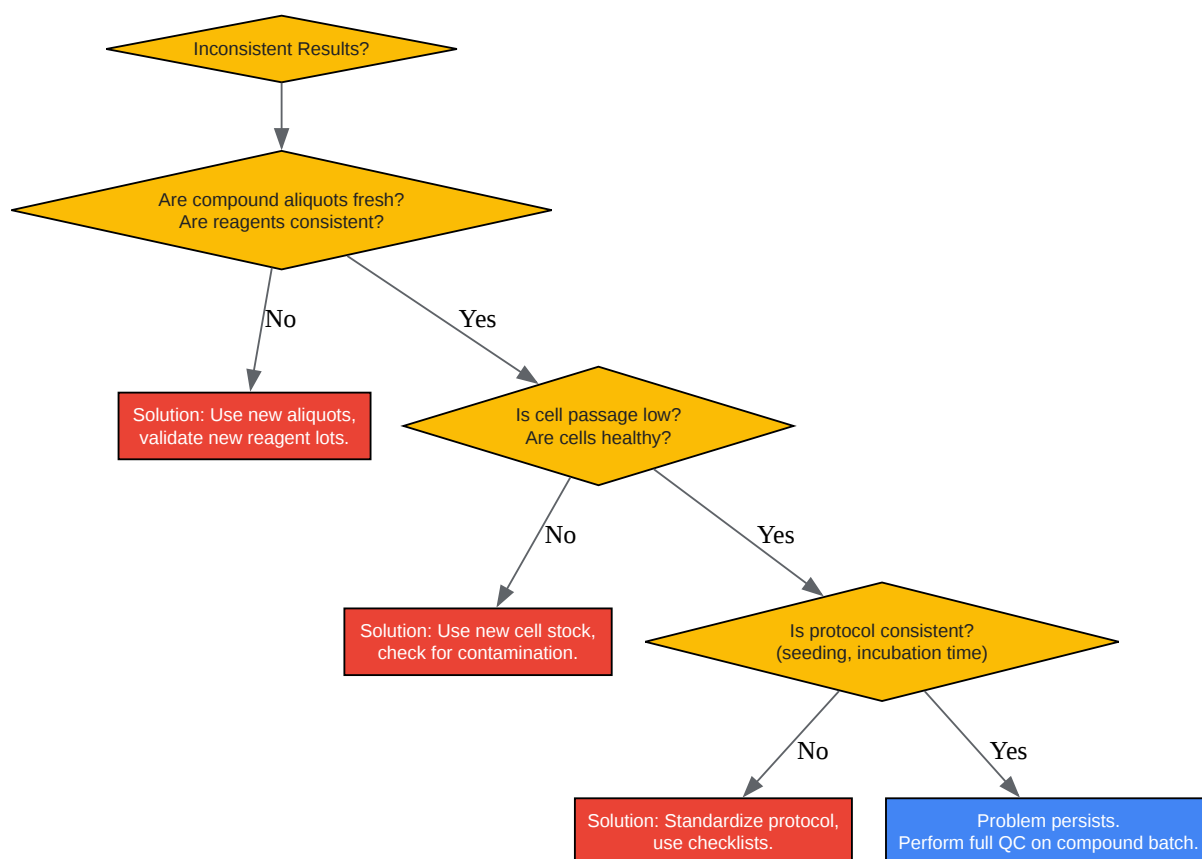 Inconsistent Results?
Are compound aliquots fresh?
Are reagents consistent?
No
Yes
Solution: Use new aliquots,
validate new reagent lots.
Is cell passage low?
Are cells healthy?
No
Yes
Solution: Use new cell stock,
check for contamination.
Is protocol consistent?
(seeding, incubation time)
No
Yes
Solution: Standardize protocol,
use checklists.
Problem persists.
Perform full QC on compound batch.